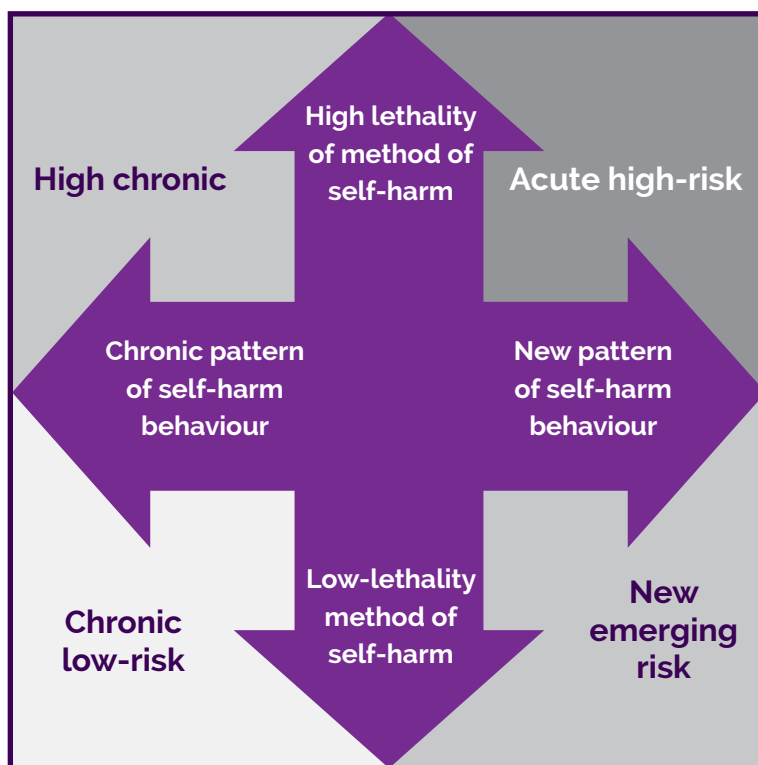 High lethality
of method of
self-harm
High chronic
Acute high-risk
Chronic pattern
of self-harm
behaviour
New pattern
of self-harm
behaviour
Low-lethality
method of
self-harm
Chronic
low-risk
New
emerging
risk